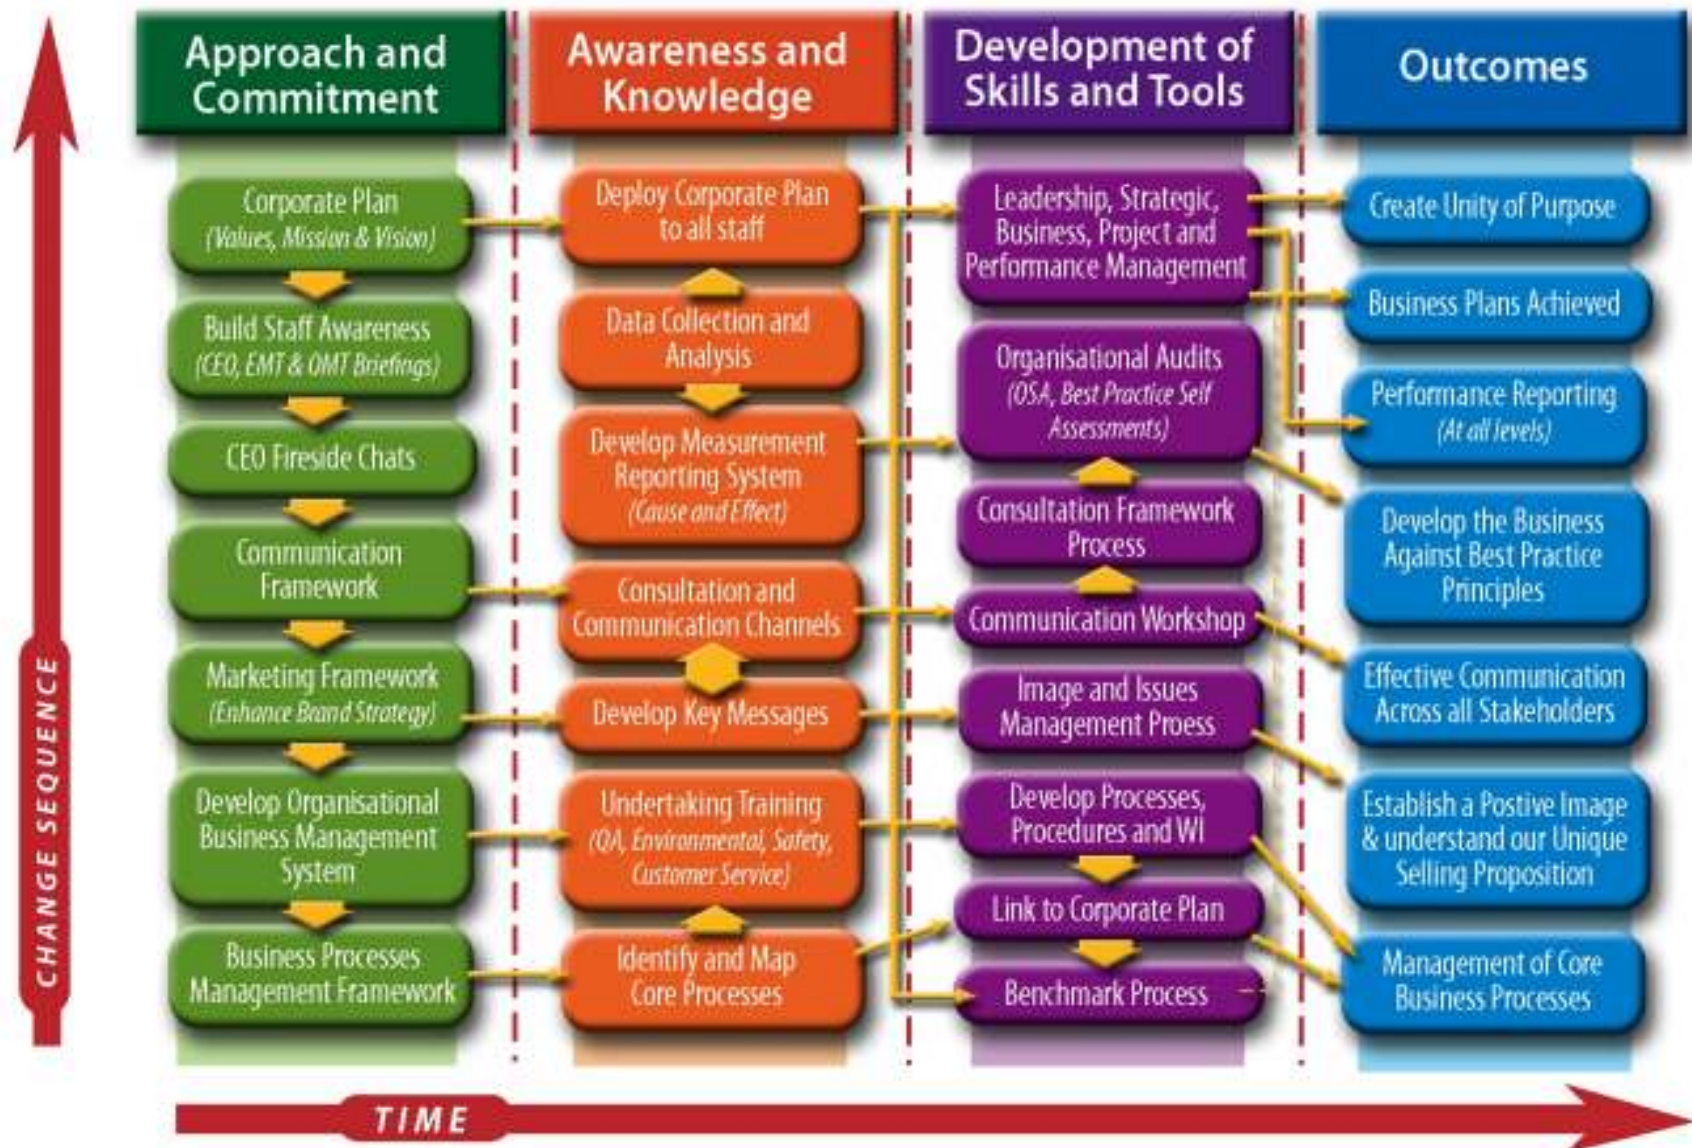 Approach and
Commitment
Corporate Plan
(Values, Mission & Vision)
Build Staff Awareness
(CEO, EMT & OMT Briefings)
CEO Fireside Chats
Communication
Framework
Marketing Framework
(Enhance Brand Strategy)
Develop Organisational
Business Management
System
Business Processes
Management Framework
Awareness and
Knowledge
Deploy Corporate Plan
to all staff
Data Collection and
Analysis
Develop Measurement
Reporting System
(Cause and Effect)
Consultation and
Communication Channels
Develop Key Messages
Undertaking Training
(QA, Environmental, Safety,
Customer Service)
Identify and Map
Core Processes
Development of
Skills and Tools
Leadership, Strategic,
Business, Project and
Performance Management
Organisational Audits
(OSA, Best Practice Self
Assessments)
Consultation Framework
Process
Communication Workshop
Image and Issues
Management Proess
Develop Processes,
Procedures and WI
Link to Corporate Plan
Benchmark Process
Outcomes
Create Unity of Purpose
Business Plans Achieved
Performance Reporting
(At all levels)
Develop the Business
Against Best Practice
Principles
Effective Communication
Across all Stakeholders
Establish a Postive Image
& understand our Unique
Selling Proposition
Management of Core
Business Processes
CHANGE SEQUENCE
TIME